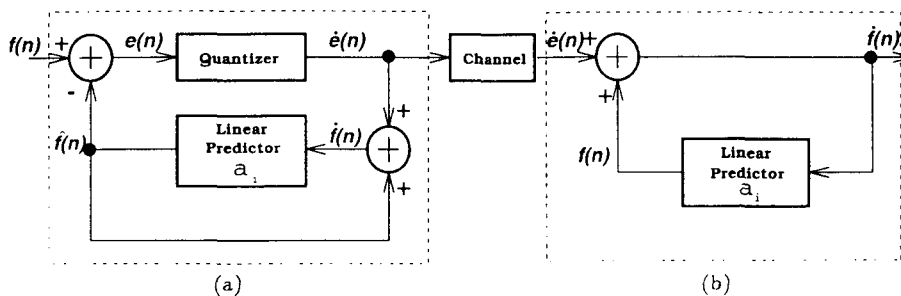 f(n) + e(n) Quantizer ė(n) Channel ė(n) + ḟ(n)
-
+
+
f̂(n) Linear Predictor a i ḟ(n) +
f(n) Linear Predictor a i
(a) (b)